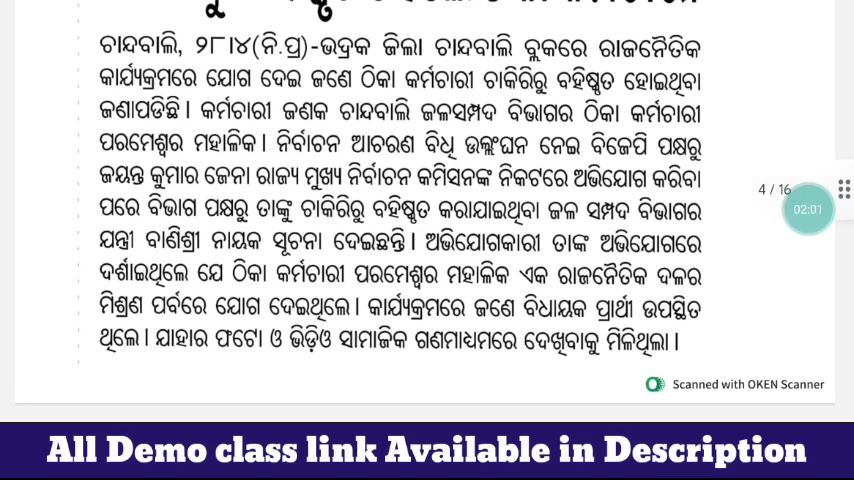 ଚାନ୍ଦବାଲି, ୨୮।୪(ନି.ପ୍ର)-ଭଦ୍ରକ ଜିଲା ଚାନ୍ଦବାଲି ବ୍ଲକରେ ରାଜନୈତିକ
କାର୍ଯ୍ୟକ୍ରମରେ ଯୋଗ ଦେଇ ଜଣେ ଠିକା କର୍ମଚାରୀ ଚାକିରିରୁ ବହିଷ୍କୃତ ହୋଇଥିବା
ଜଣାପଡିଛି। କର୍ମଚାରୀ ଜଣକ ଚାନ୍ଦବାଲି ଜଳସମ୍ପଦ ବିଭାଗର ଠିକା କର୍ମଚାରୀ
ପରମେଶ୍ୱର ମହାଳିକ। ନିର୍ବାଚନ ଆଚରଣ ବିଧି ଉଲ୍ଲଂଘନ ନେଇ ବିଜେପି ପକ୍ଷରୁ
ଜୟନ୍ତ କୁମାର ଜେନା ରାଜ୍ୟ ମୁଖ୍ୟ ନିର୍ବାଚନ କମିସନଙ୍କ ନିକଟରେ ଅଭିଯୋଗ କରିବା
ପରେ ବିଭାଗ ପକ୍ଷରୁ ତାଙ୍କୁ ଚାକିରିରୁ ବହିଷ୍କୃତ କରାଯାଇଥିବା ଜଳ ସମ୍ପଦ ବିଭାଗର
ଯନ୍ତ୍ରୀ ବାଣିଶ୍ରୀ ନାୟକ ସୂଚନା ଦେଇଛନ୍ତି। ଅଭିଯୋଗକାରୀ ତାଙ୍କ ଅଭିଯୋଗରେ
ଦର୍ଶାଇଥିଲେ ଯେ ଠିକା କର୍ମଚାରୀ ପରମେଶ୍ୱର ମହାଳିକ ଏକ ରାଜନୈତିକ ଦଳର
ମିଶ୍ରଣ ପର୍ବରେ ଯୋଗ ଦେଇଥିଲେ। କାର୍ଯ୍ୟକ୍ରମରେ ଜଣେ ବିଧାୟକ ପ୍ରାର୍ଥୀ ଉପସ୍ଥିତ
ଥିଲେ। ଯାହାର ଫଟୋ ଓ ଭିଡ଼ିଓ ସାମାଜିକ ଗଣମାଧ୍ୟମରେ ଦେଖିବାକୁ ମିଳିଥିଲା।
4 / 16
02:01
Scanned with OKEN Scanner
All Demo class link Available in Description